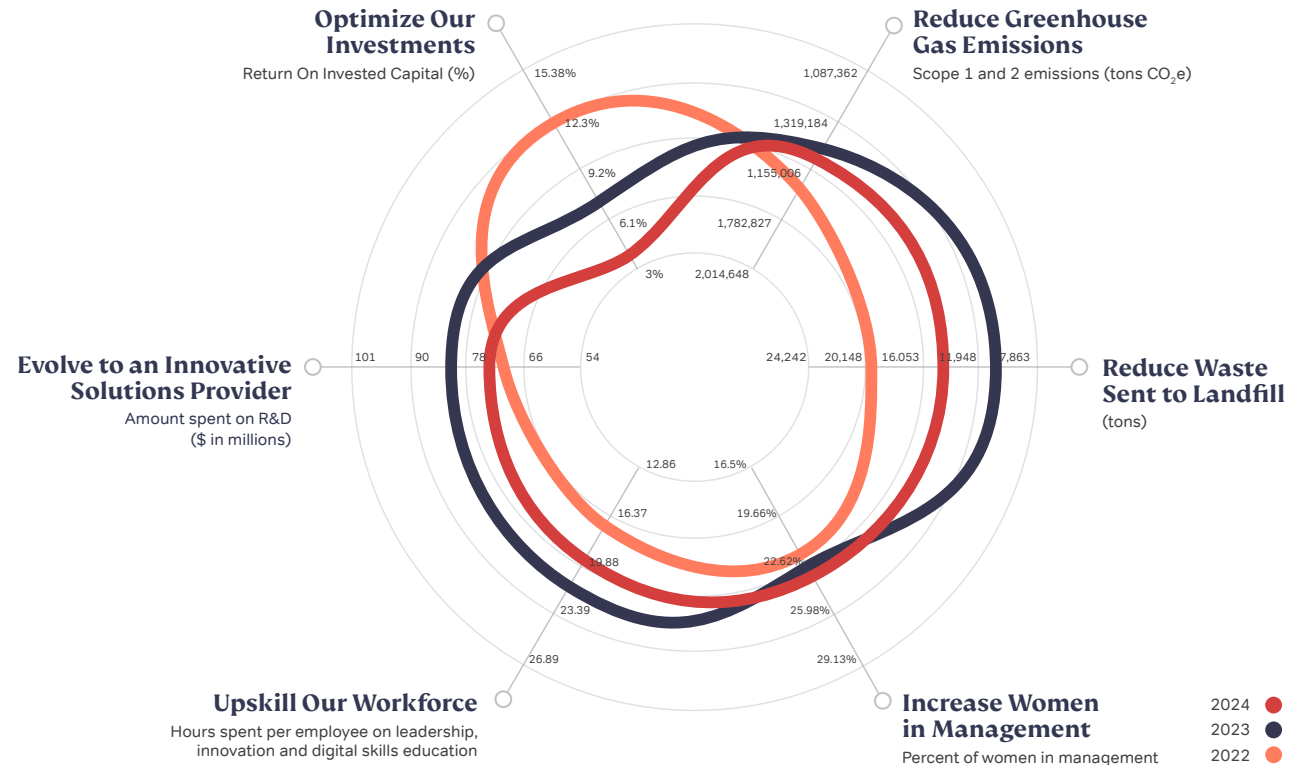 Optimize Our
Investments
Return On Invested Capital (%)
Reduce Greenhouse
Gas Emissions
Scope 1 and 2 emissions (tons CO₂e)
15.38%
12.3%
9.2%
6.1%
3%
1,087,362
1,319,184
1,155,006
1,782,827
2,014,648
Evolve to an Innovative
Solutions Provider
Amount spent on R&D
($ in millions)
101 90 78 66 54
24,242 20,148 16.053 11,948 7,863
Reduce Waste
Sent to Landfill
(tons)
12.86
16.37
19.88
23.39
26.89
16.5%
19.66%
22.62%
25.98%
29.13%
Upskill Our Workforce
Hours spent per employee on leadership,
innovation and digital skills education
Increase Women
in Management
Percent of women in management
2024
2023
2022